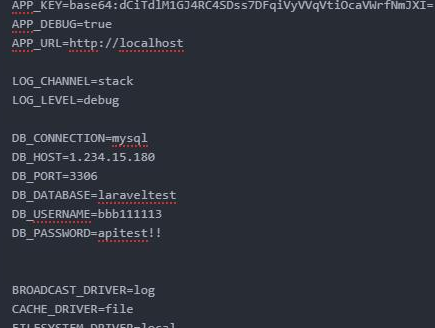 APP_KEY=base64:dCiTdlM1GJ4RC4SDss7DFqiVyVVqVtiOcaVWrfNmJXI=
APP_DEBUG=true
APP_URL=http://localhost
LOG_CHANNEL=stack
LOG_LEVEL=debug
DB_CONNECTION=mysql
DB_HOST=1.234.15.180
DB_PORT=3306
DB_DATABASE=laraveltest
DB_USERNAME=bbb111113
DB_PASSWORD=apitest!!
BROADCAST_DRIVER=log
CACHE_DRIVER=file
FILESYSTEM_DRIVER=local